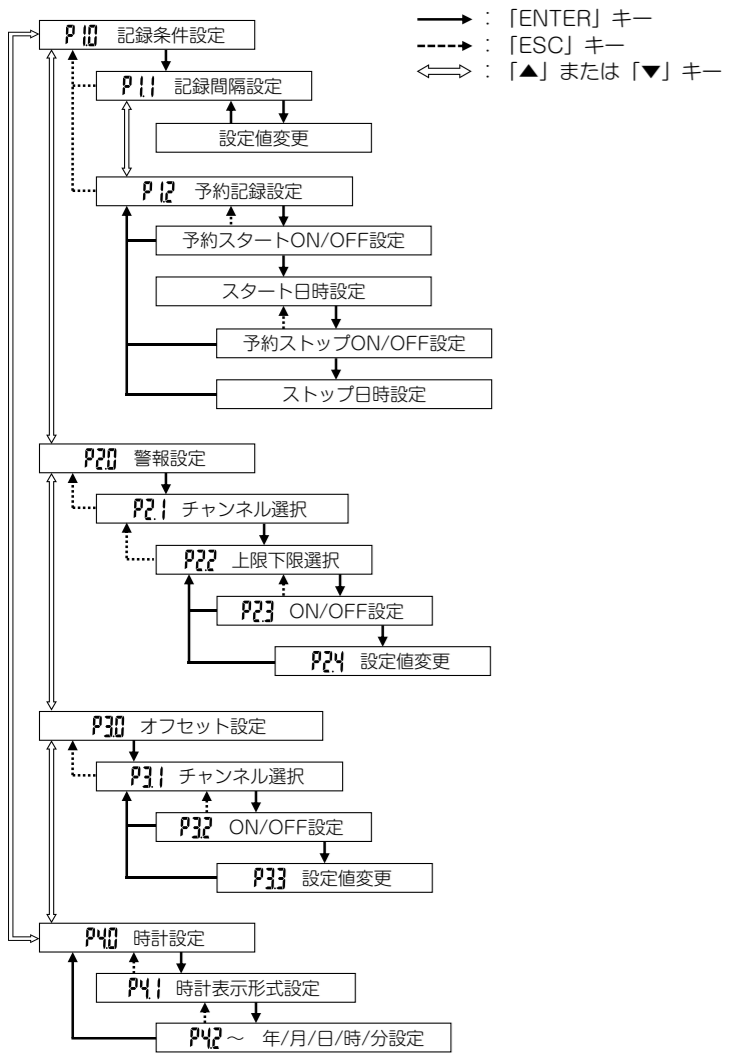 ：「ENTER」キー
：「ESC」キー
：「▲」または「▼」キー
P1.0 記録条件設定
P1.1 記録間隔設定
設定値変更
P1.2 予約記録設定
予約スタートON/OFF設定
スタート日時設定
予約ストップON/OFF設定
ストップ日時設定
P2.0 警報設定
P2.1 チャンネル選択
P2.2 上限下限選択
P2.3 ON/OFF設定
P2.4 設定値変更
P3.0 オフセット設定
P3.1 チャンネル選択
P3.2 ON/OFF設定
P3.3 設定値変更
P4.0 時計設定
P4.1 時計表示形式設定
P4.2～ 年/月/日/時/分設定